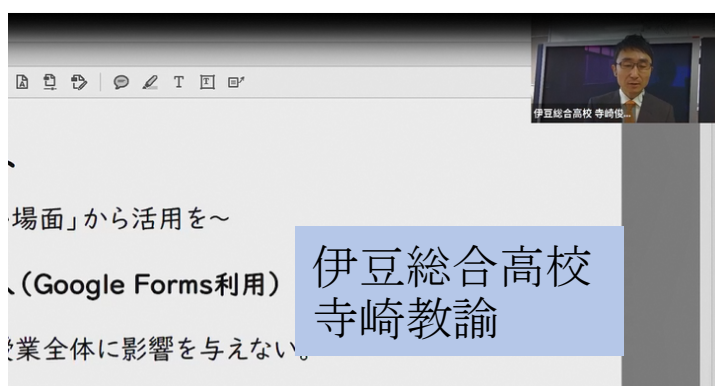 伊豆総合高校 寺崎俊...
場面」から活用を～
（Google Forms利用）
業全体に影響を与えない。
伊豆総合高校
寺崎教諭